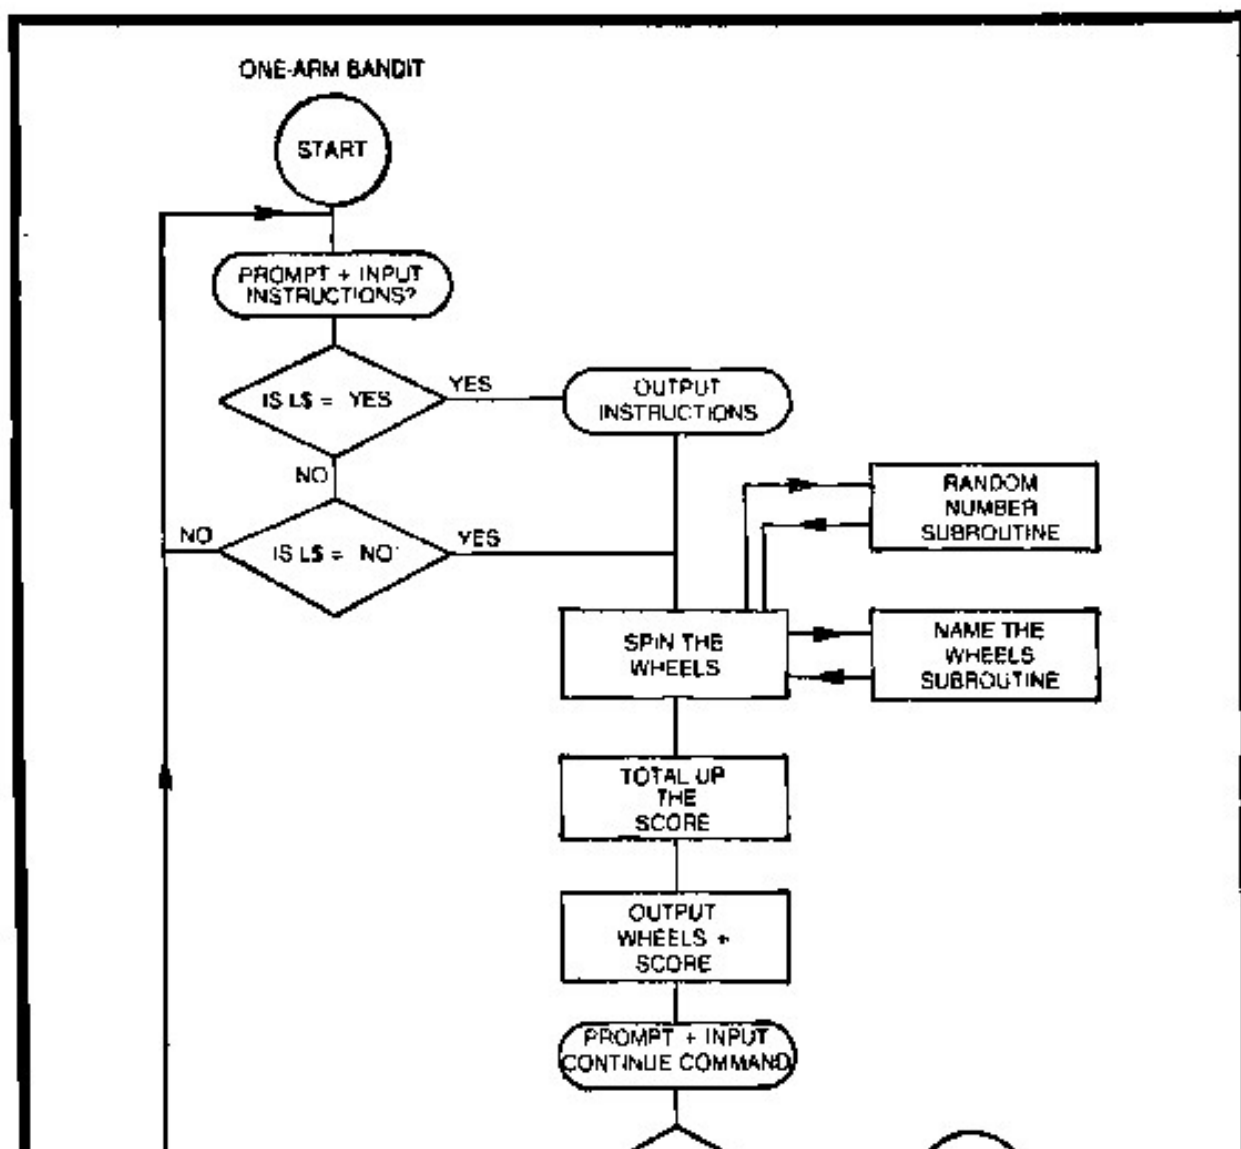 ONE-ARM BANDIT
START
PROMPT + INPUT
INSTRUCTIONS?
IS L$ = YES
YES
OUTPUT
INSTRUCTIONS
NO
RANDOM
NUMBER
SUBROUTINE
NO
IS L$ = NO'
YES
SPIN THE
WHEELS
NAME THE
WHEELS
SUBROUTINE
TOTAL UP
THE
SCORE
OUTPUT
WHEELS +
SCORE
PROMPT + INPUT
CONTINUE COMMAND